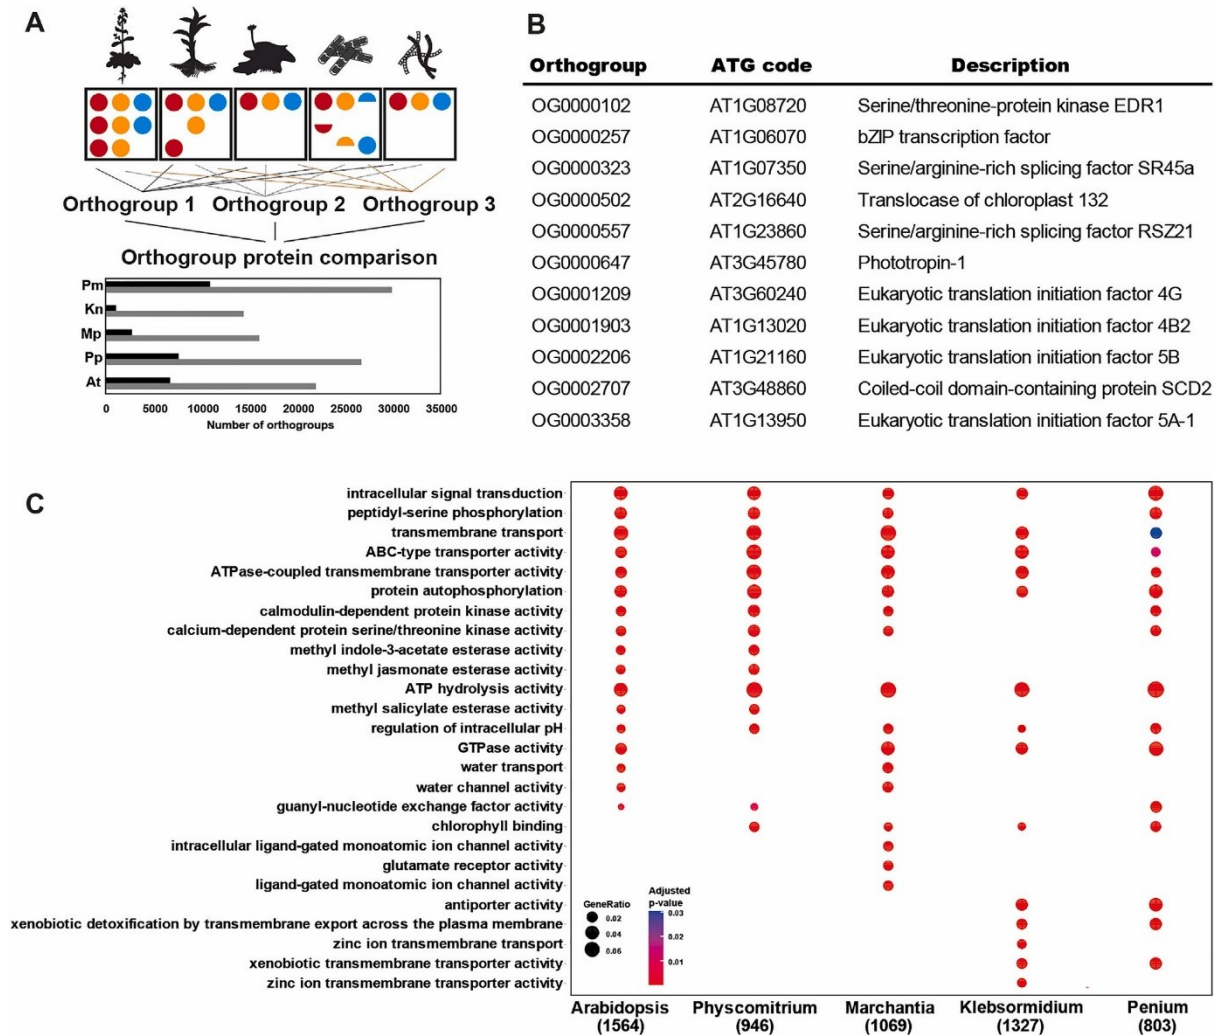 A
Orthogroup 1 Orthogroup 2 Orthogroup 3
Orthogroup protein comparison
Pm
Kn
Mp
Pp
At
0 5000 10000 15000 20000 25000 30000 35000
Number of orthogroups
B
Orthogroup ATG code Description
OG0000102 AT1G08720 Serine/threonine-protein kinase EDR1
OG0000257 AT1G06070 bZIP transcription factor
OG0000323 AT1G07350 Serine/arginine-rich splicing factor SR45a
OG0000502 AT2G16640 Translocase of chloroplast 132
OG0000557 AT1G23860 Serine/arginine-rich splicing factor RSZ21
OG0000647 AT3G45780 Phototropin-1
OG0001209 AT3G60240 Eukaryotic translation initiation factor 4G
OG0001903 AT1G13020 Eukaryotic translation initiation factor 4B2
OG0002206 AT1G21160 Eukaryotic translation initiation factor 5B
OG0002707 AT3G48860 Coiled-coil domain-containing protein SCD2
OG0003358 AT1G13950 Eukaryotic translation initiation factor 5A-1
C
intracellular signal transduction
peptidyl-serine phosphorylation
transmembrane transport
ABC-type transporter activity
ATPase-coupled transmembrane transporter activity
protein autophosphorylation
calmodulin-dependent protein kinase activity
calcium-dependent protein serine/threonine kinase activity
methyl indole-3-acetate esterase activity
methyl jasmonate esterase activity
ATP hydrolysis activity
methyl salicylate esterase activity
regulation of intracellular pH
GTPase activity
water transport
water channel activity
guanyl-nucleotide exchange factor activity
chlorophyll binding
intracellular ligand-gated monoatomic ion channel activity
glutamate receptor activity
ligand-gated monoatomic ion channel activity
antiporter activity
xenobiotic detoxification by transmembrane export across the plasma membrane
zinc ion transmembrane transport
xenobiotic transmembrane transporter activity
zinc ion transmembrane transporter activity
GeneRatio
0.02
0.04
0.06
Adjusted
p-value
0.03
0.02
0.01
Arabidopsis Physcomitrium Marchantia Klebsormidium Penium
(1564) (946) (1069) (1327) (803)